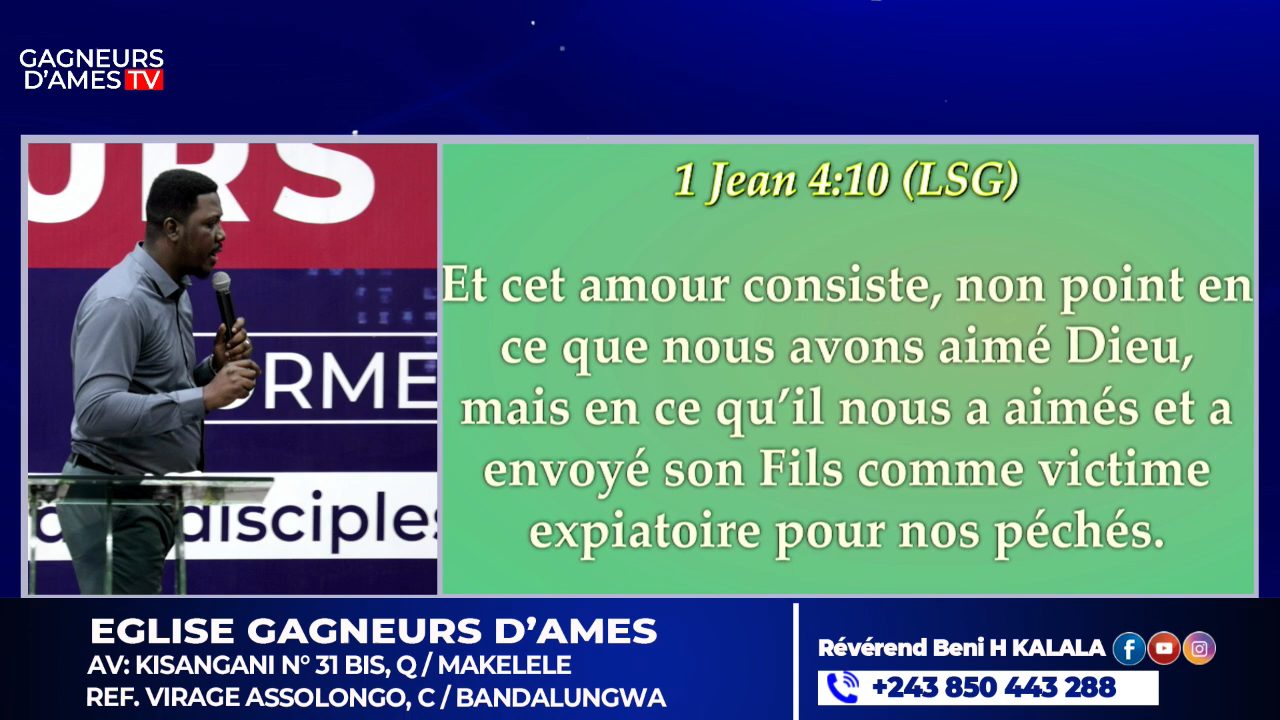 GAGNEURS
D'AMES TV
URS
ORME
disciples
1 Jean 4:10 (LSG)
Et cet amour consiste, non point en
ce que nous avons aimé Dieu,
mais en ce qu'il nous a aimés et a
envoyé son Fils comme victime
expiatoire pour nos péchés.
EGLISE GAGNEURS D'AMES
AV: KISANGANI N° 31 BIS, Q / MAKELELE
REF. VIRAGE ASSOLONGO, C / BANDALUNGWA
Révérend Beni H KALALA
+243 850 443 288